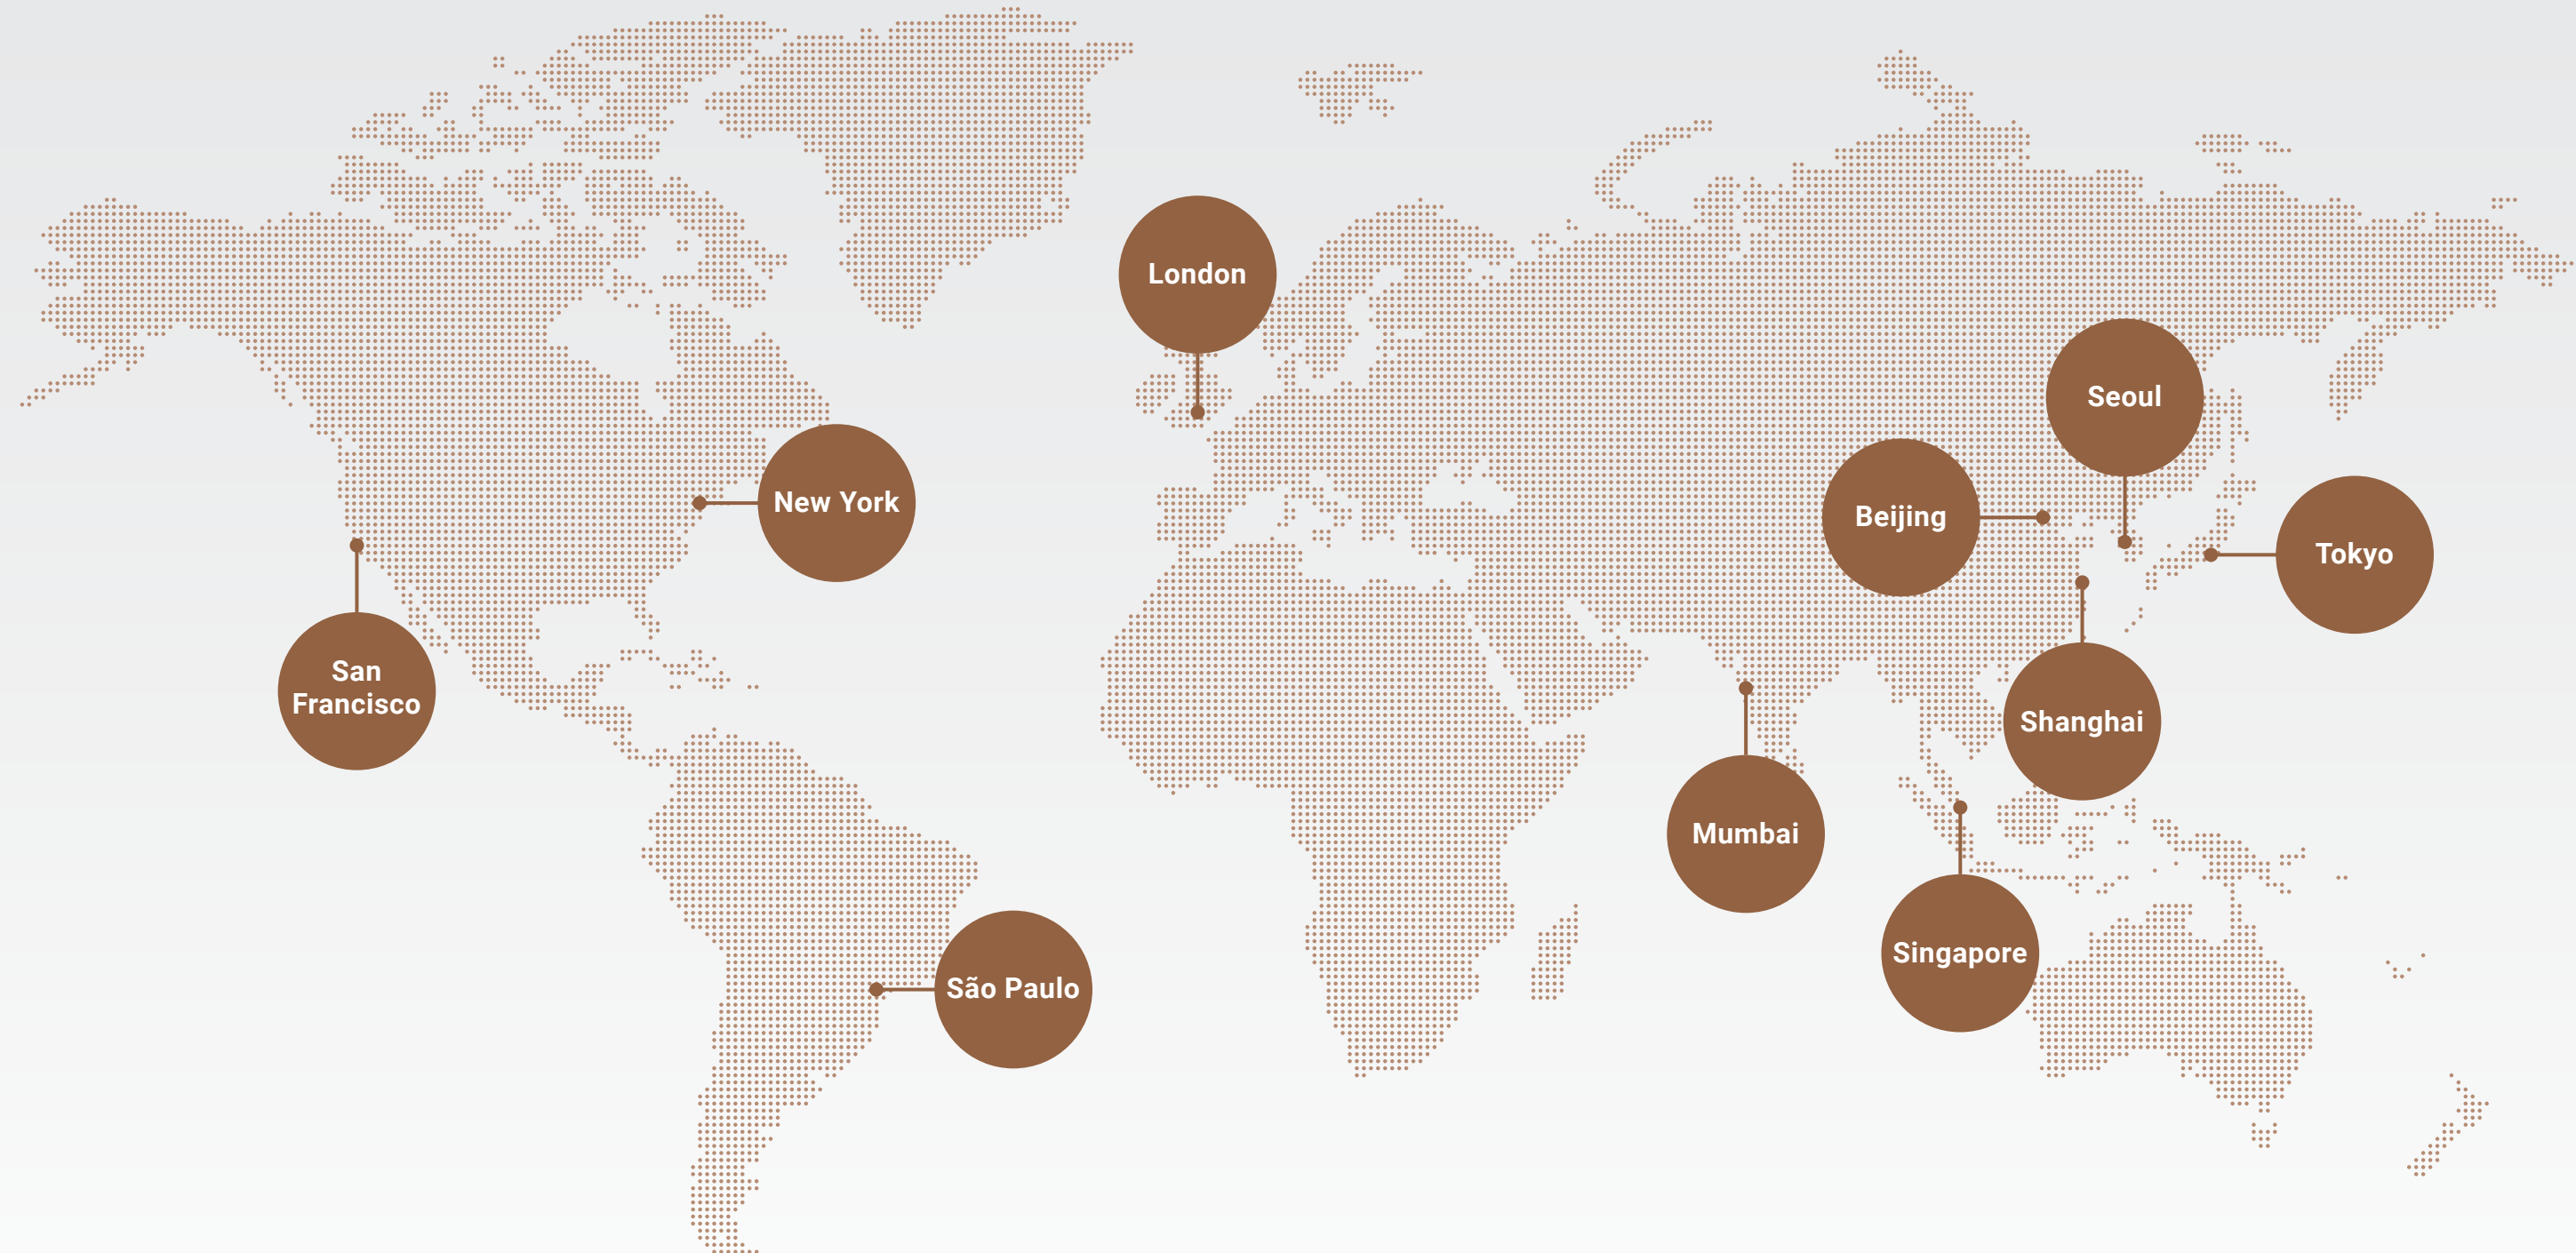 London
Seoul
New York
Beijing
Tokyo
San
Francisco
Shanghai
Mumbai
Singapore
São Paulo